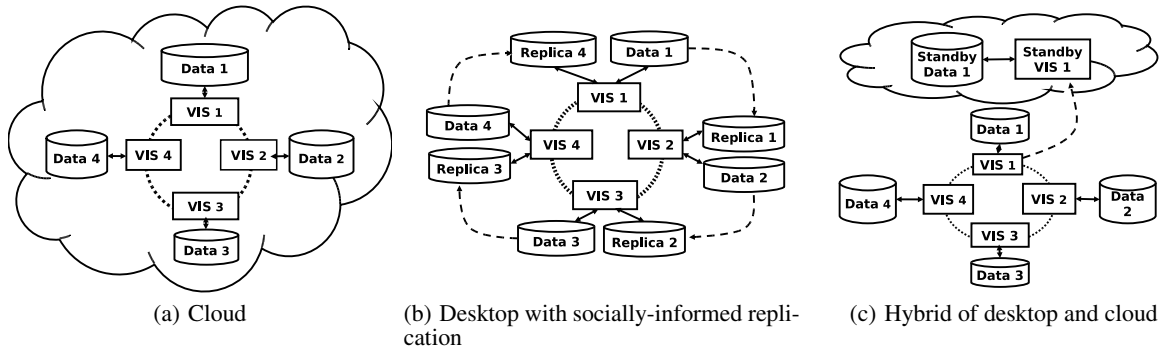 Data 1
VIS 1
Data 4
VIS 4
VIS 2
Data 2
VIS 3
Data 3
(a) Cloud
Replica 4
Data 1
VIS 1
Data 4
Replica 1
VIS 4
VIS 2
Replica 3
Data 2
VIS 3
Data 3
Replica 2
(b) Desktop with socially-informed repli-
cation
Standby
Data 1
Standby
VIS 1
Data 1
VIS 1
Data 4
VIS 4
VIS 2
Data
2
VIS 3
Data 3
(c) Hybrid of desktop and cloud